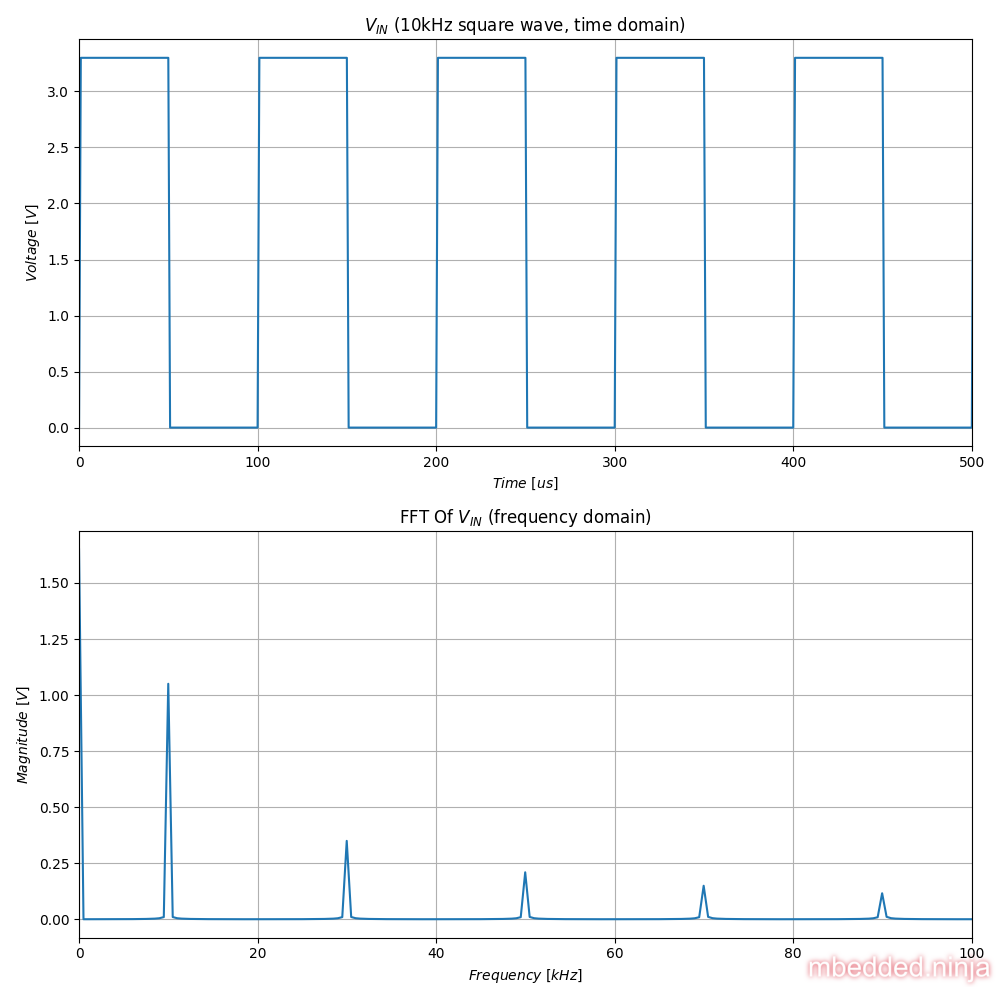 V_IN (10kHz square wave, time domain)
Voltage [V]
3.0
2.5
2.0
1.5
1.0
0.5
0.0
0 100 200 300 400 500
Time [us]
FFT Of V_IN (frequency domain)
Magnitude [V]
1.50
1.25
1.00
0.75
0.50
0.25
0.00
0 20 40 60 80 100
Frequency [kHz]
mbedded.ninja